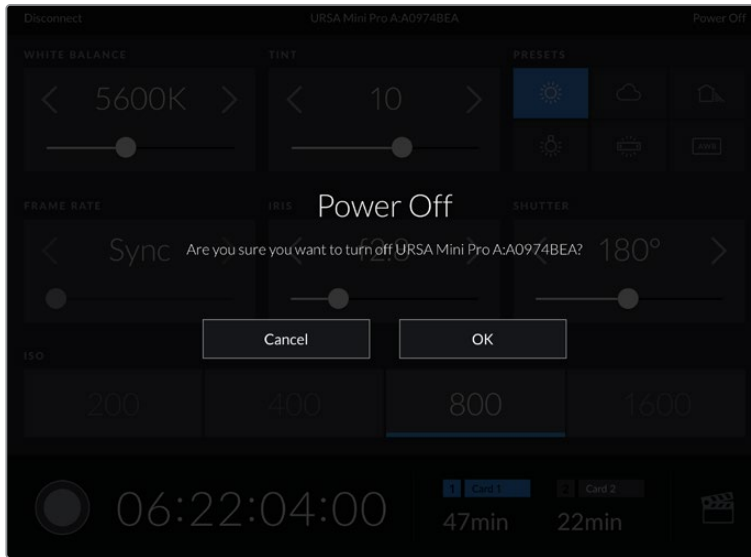 Disconnect URSA Mini Pro A:A0974BEA Power Off
WHITE BALANCE TINT PRESETS
5600K 10
AWB
FRAME RATE IRIS SHUTTER
Power Off
Sync f2.8 180°
Are you sure you want to turn off URSA Mini Pro A:A0974BEA?
Cancel OK
ISO
200 400 800 1600
1 Card 1 2 Card 2
06:22:04:00
47min 22min